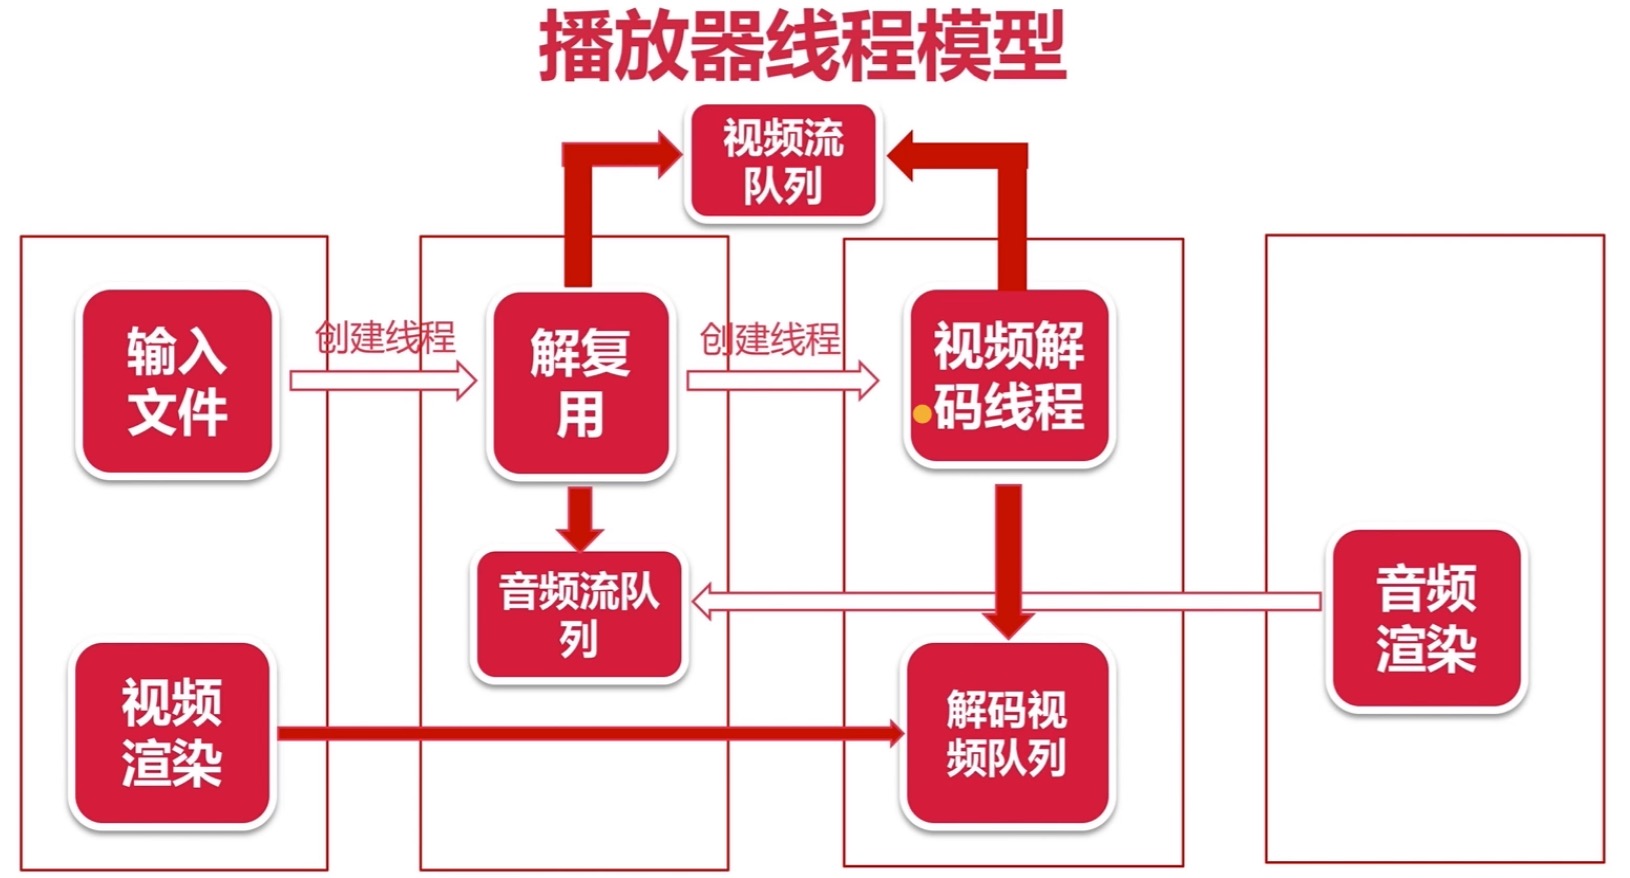 播放器线程模型
视频流
队列
输入
文件
创建线程
解复
用
创建线程
视频解
码线程
音频流队
列
音频
渲染
视频
渲染
解码视
频队列